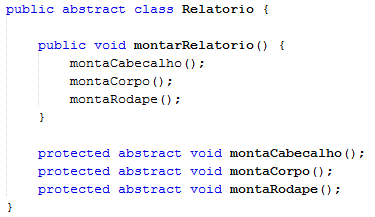 public abstract class Relatorio {
public void montarRelatorio() {
montaCabecalho();
montaCorpo();
montaRodape();
}
protected abstract void montaCabecalho();
protected abstract void montaCorpo();
protected abstract void montaRodape();
}